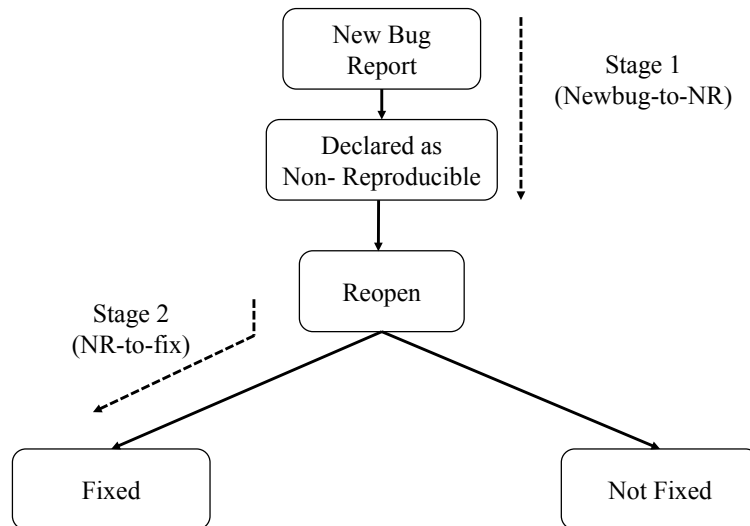 New Bug
Report
Stage 1
(Newbug-to-NR)
Declared as
Non- Reproducible
Reopen
Stage 2
(NR-to-fix)
Fixed
Not Fixed